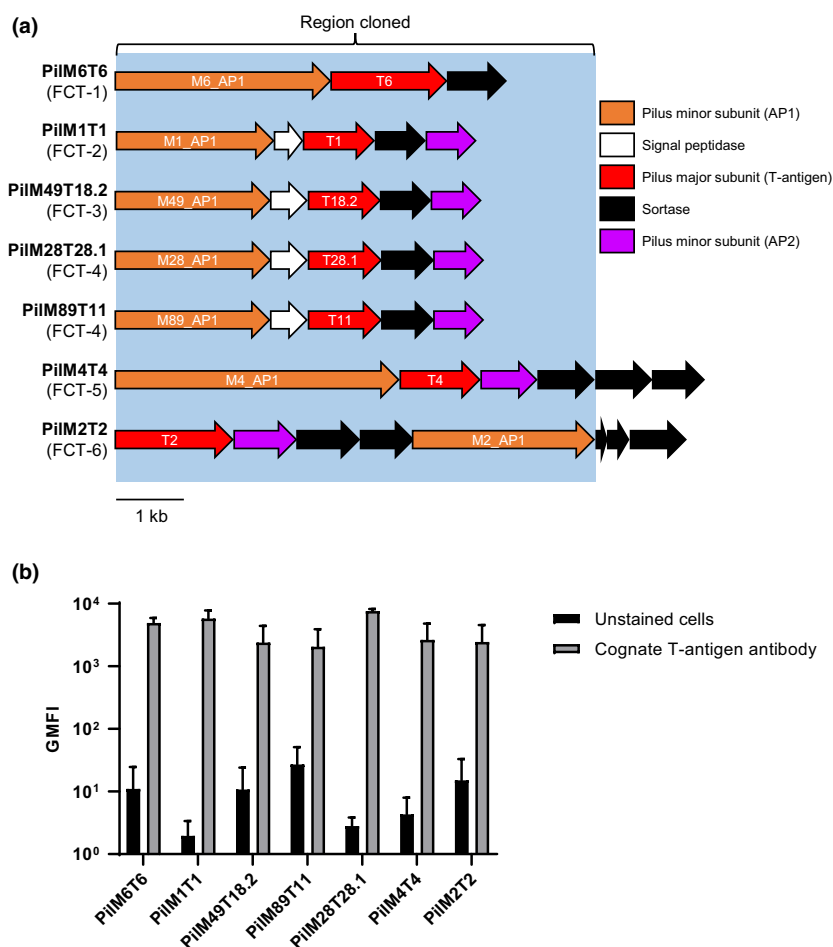 (a)
Region cloned
PilM6T6
(FCT-1)
M6_AP1
T6
PilM1T1
(FCT-2)
M1_AP1
T1
PilM49T18.2
(FCT-3)
M49_AP1
T18.2
PilM28T28.1
(FCT-4)
M28_AP1
T28.1
PilM89T11
(FCT-4)
M89_AP1
T11
PilM4T4
(FCT-5)
M4_AP1
T4
PilM2T2
(FCT-6)
T2
M2_AP1
1 kb
Pilus minor subunit (AP1)
Signal peptidase
Pilus major subunit (T-antigen)
Sortase
Pilus minor subunit (AP2)
(b)
GMFI
10⁴
10³
10²
10¹
10⁰
PilM6T6
PilM1T1
PilM49T18.2
PilM89T11
PilM28T28.1
PilM4T4
PilM2T2
Unstained cells
Cognate T-antigen antibody